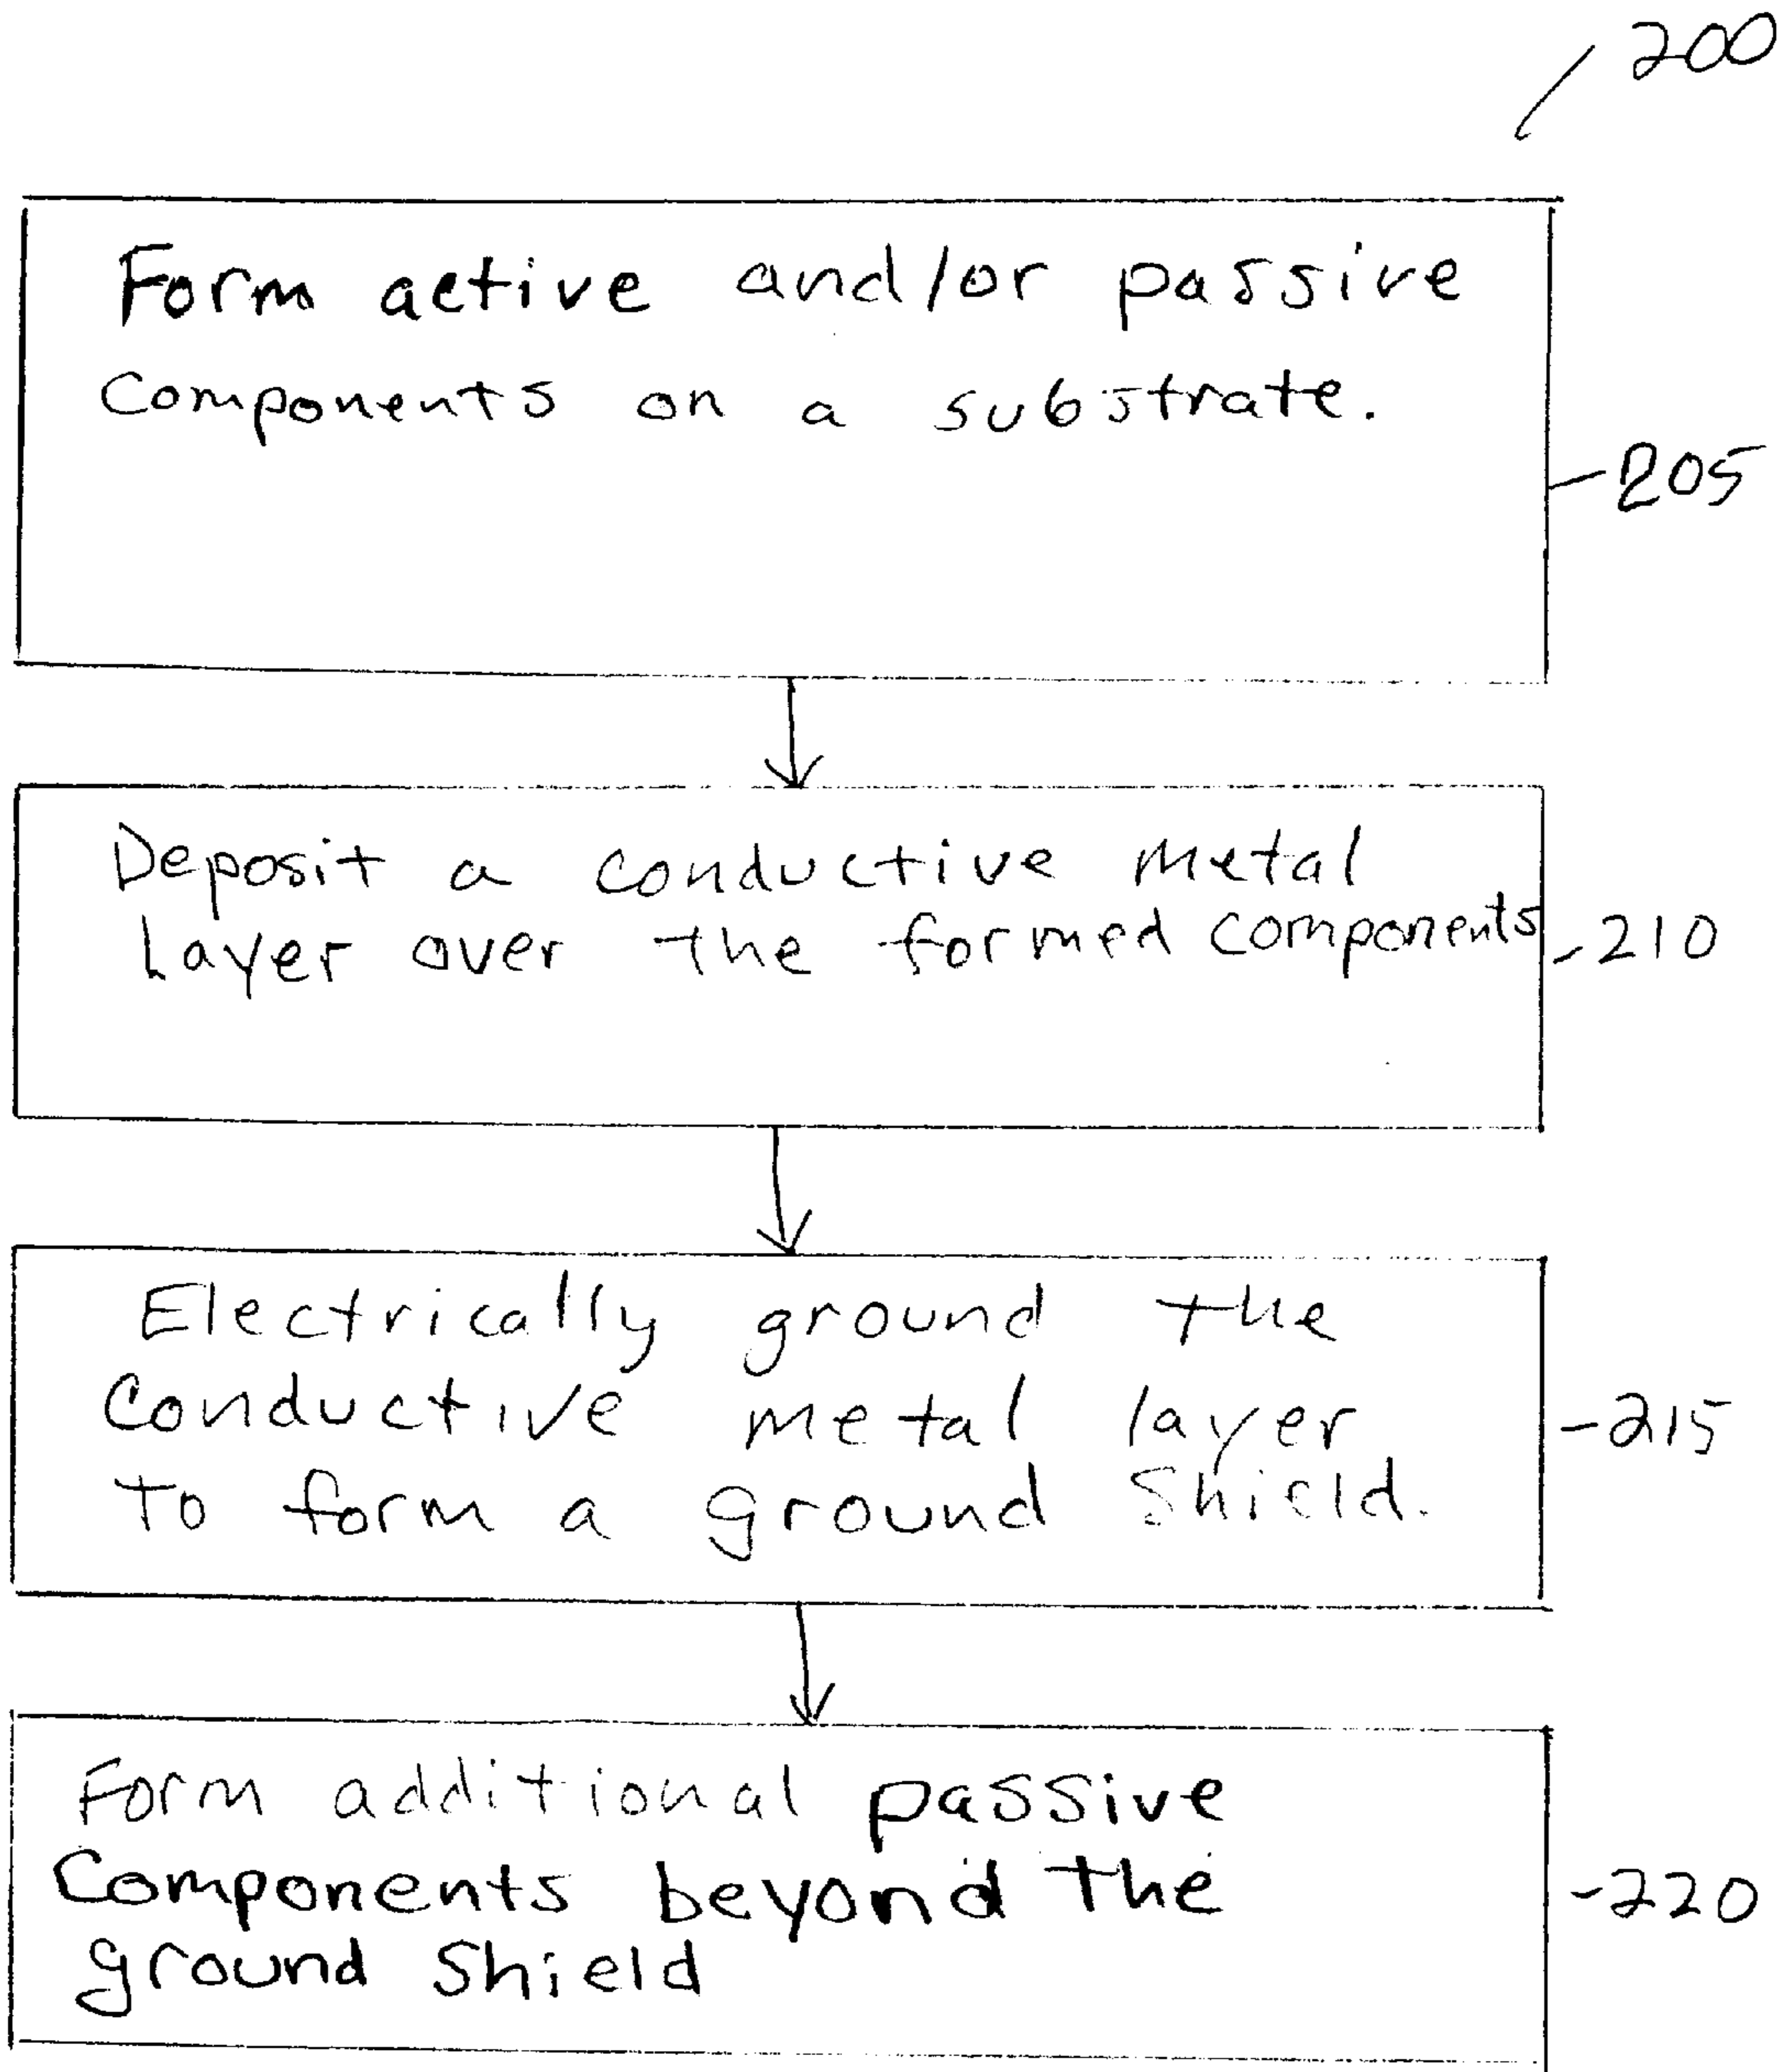 200
Form active and/or passive
Components on a substrate.
205
Deposit a conductive metal
Layer over the formed components
210
Electrically ground the
Conductive metal layer
To form a ground Shield.
215
Form additional passive
Components beyond the
ground Shield
220